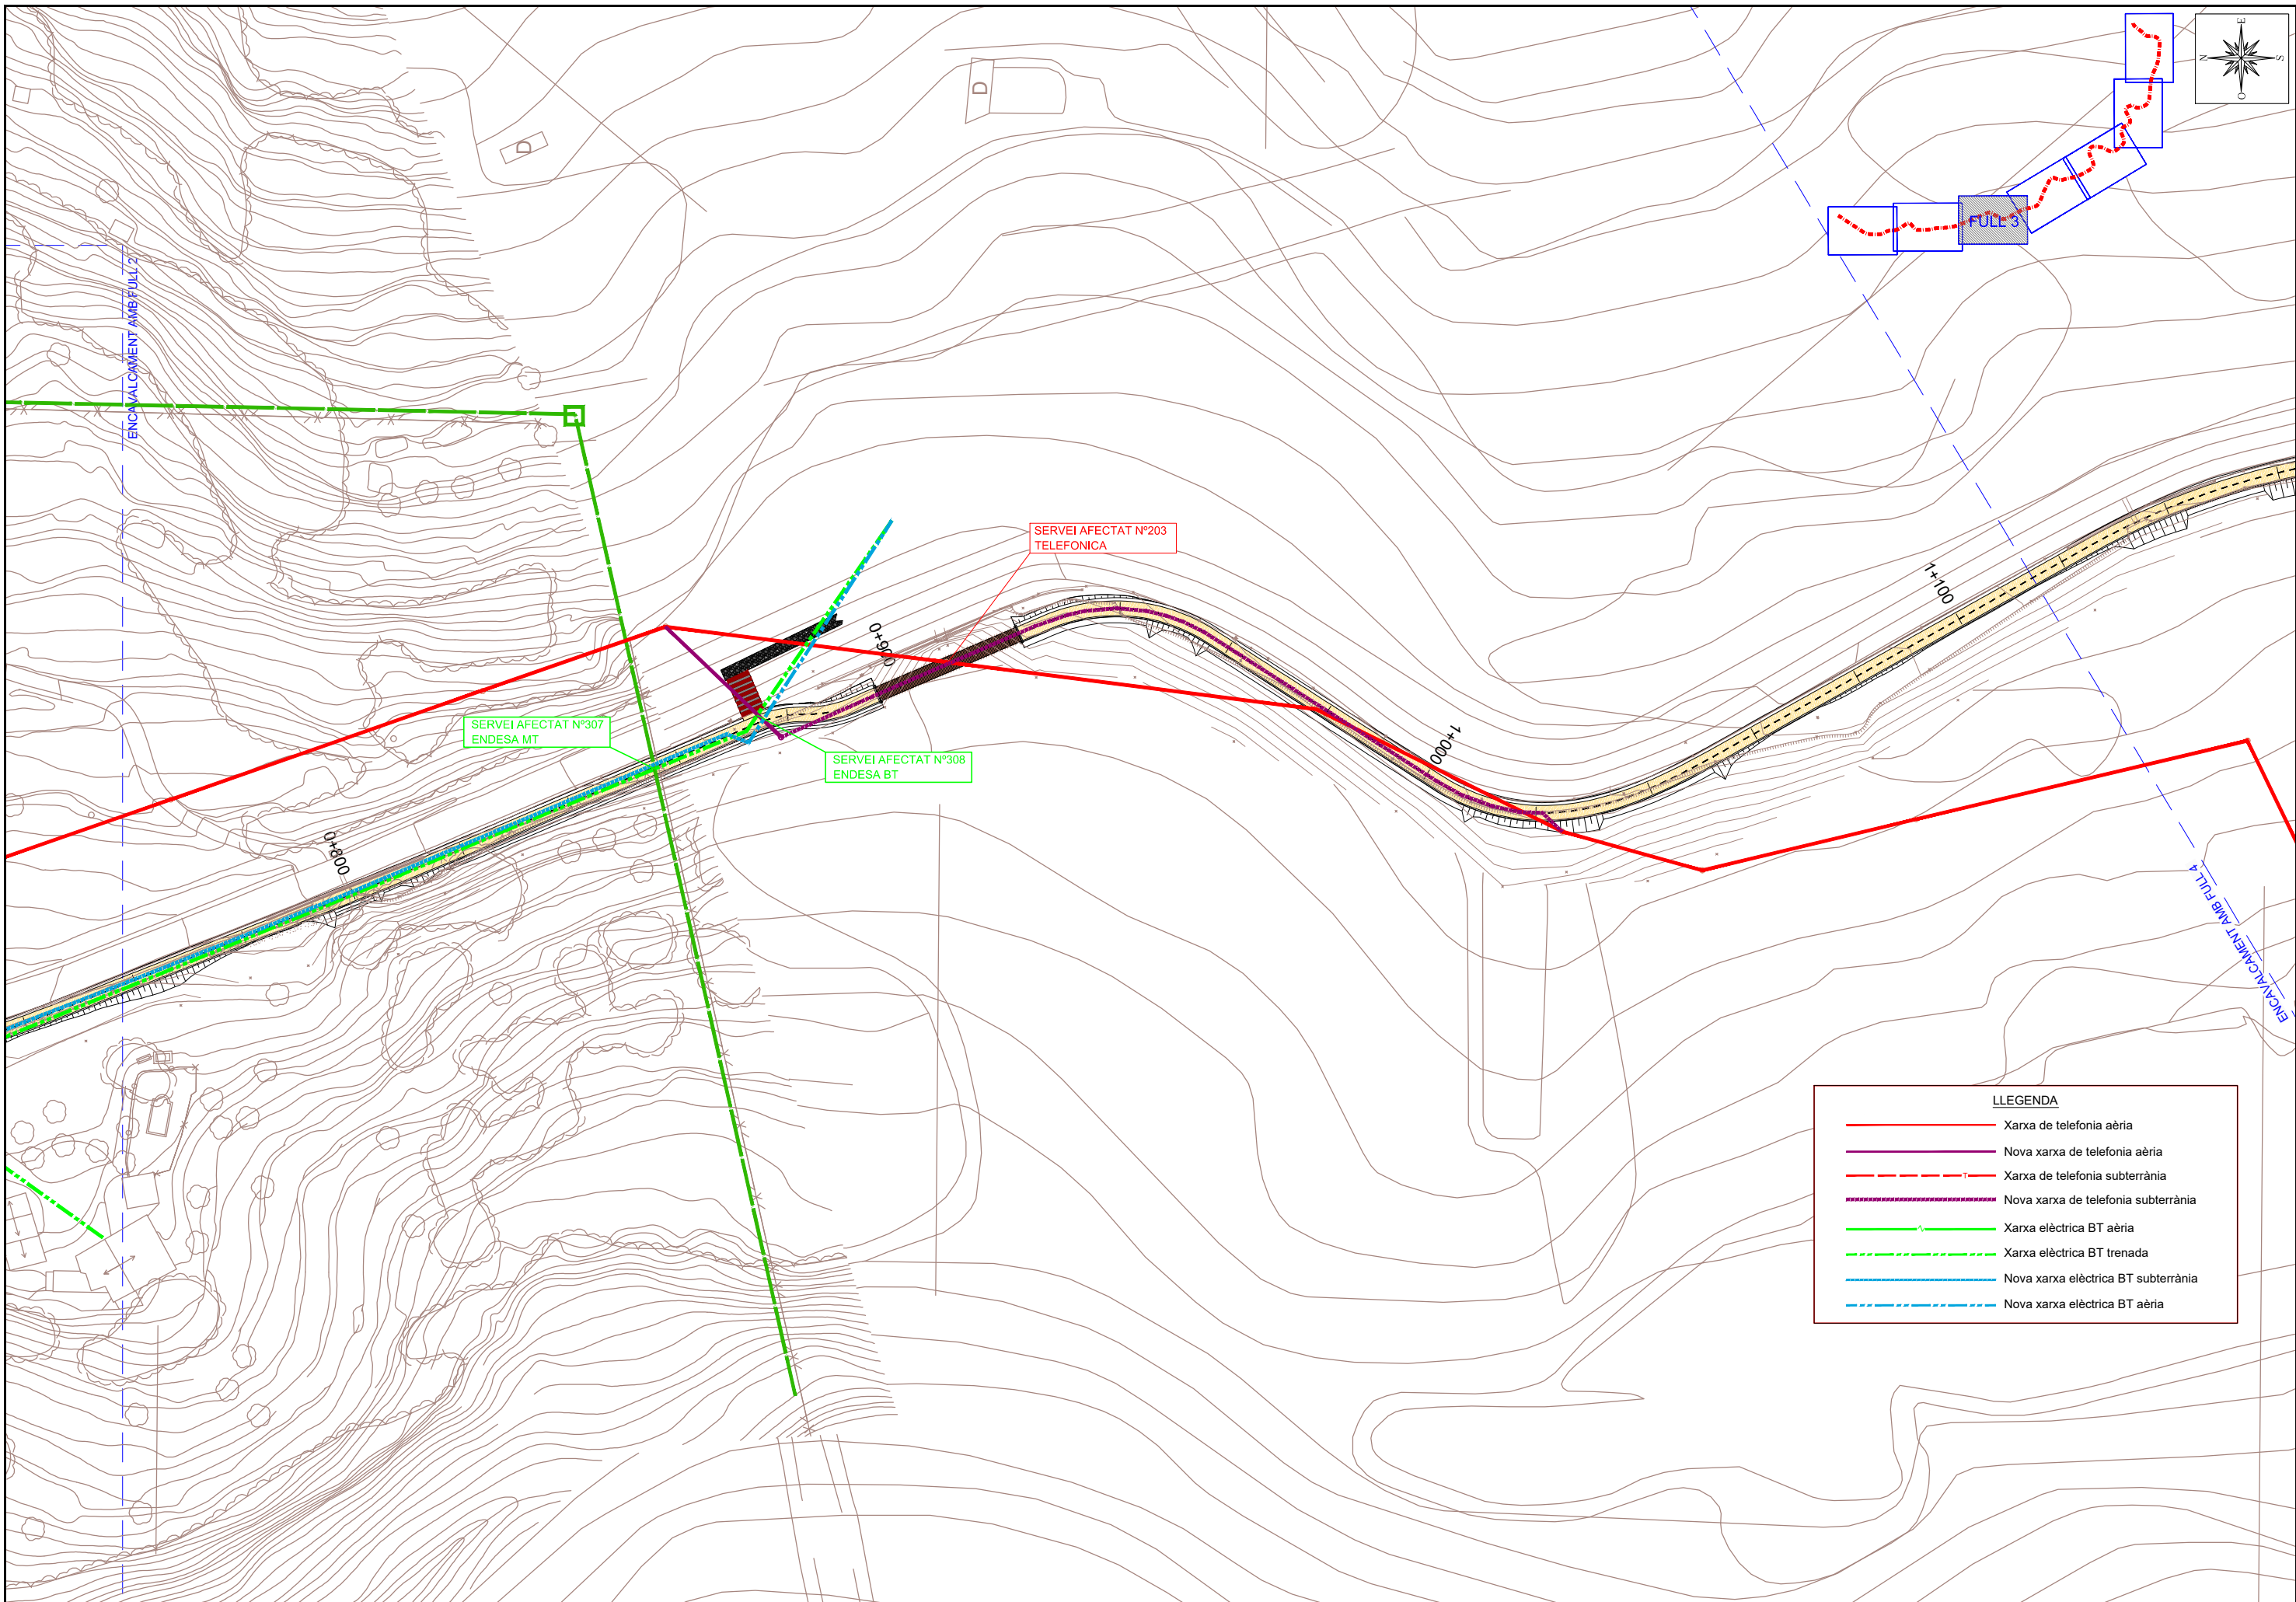 E
N
S
O
D
D
FULL 3
ENCAVALCAMENT AMB FULL 2
SERVEI AFECTAT Nº203
TELEFONICA
1+100
0+900
SERVEI AFECTAT Nº307
ENDESA MT
SERVEI AFECTAT Nº308
ENDESA BT
1+000
0+800
ENCAVALCAMENT AMB FULL 4
LLEGENDA
Xarxa de telefonia aèria
Nova xarxa de telefonia aèria
T
Xarxa de telefonia subterrània
Nova xarxa de telefonia subterrània
Xarxa elèctrica BT aèria
Xarxa elèctrica BT trenada
Nova xarxa elèctrica BT subterrània
Nova xarxa elèctrica BT aèria